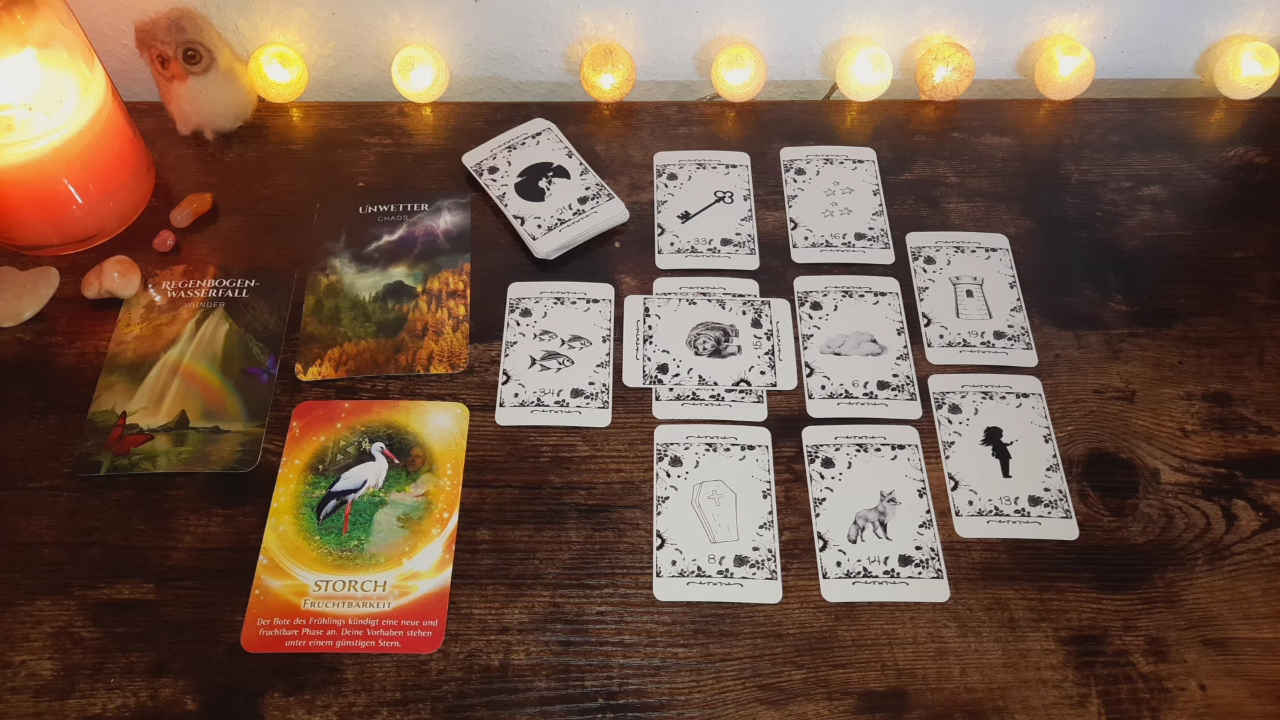 UNWETTER
CHAOS
REGENBOGEN-
WASSERFALL
WUNDER
STORCH
FRUCHTBARKEIT
Der Bote des Frühlings kündigt eine neue und
fruchtbare Phase an. Deine Vorhaben stehen
unter einem günstigen Stern.
21
33
16
19
34
15
6
13
8
14